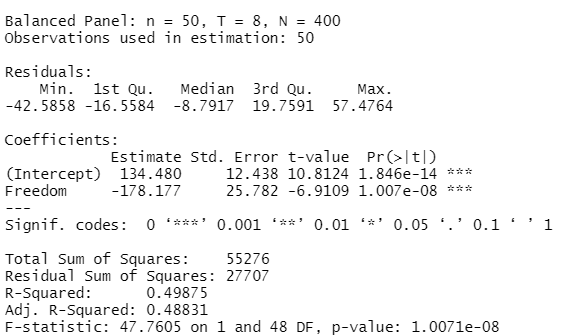 Balanced Panel: n = 50, T = 8, N = 400
Observations used in estimation: 50
Residuals:
Min. 1st Qu. Median 3rd Qu. Max.
-42.5858 -16.5584 -8.7917 19.7591 57.4764
Coefficients:
Estimate Std. Error t-value Pr(>|t|)
(Intercept) 134.480 12.438 10.8124 1.846e-14 ***
Freedom -178.177 25.782 -6.9109 1.007e-08 ***
---
Signif. codes: 0 ‘***’ 0.001 ‘**’ 0.01 ‘*’ 0.05 ‘.’ 0.1 ‘ ’ 1
Total Sum of Squares: 55276
Residual Sum of Squares: 27707
R-Squared: 0.49875
Adj. R-Squared: 0.48831
F-statistic: 47.7605 on 1 and 48 DF, p-value: 1.0071e-08